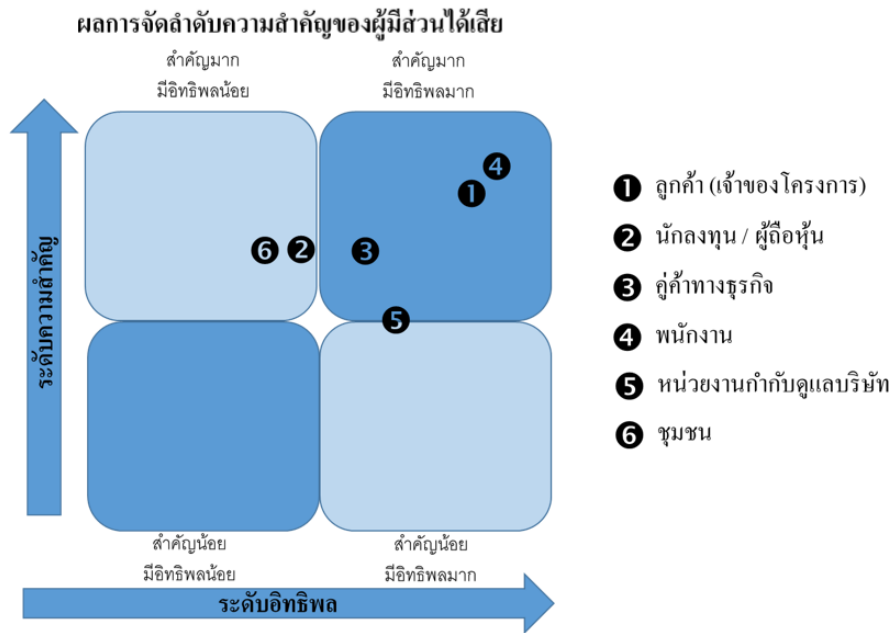 ผลการจัดลำดับความสำคัญของผู้มีส่วนได้เสีย
สำคัญมาก
มีอิทธิพลน้อย
สำคัญมาก
มีอิทธิพลมาก
ระดับความสำคัญ
6
2
3
1
4
5
1 ลูกค้า (เจ้าของโครงการ)
2 นักลงทุน / ผู้ถือหุ้น
3 คู่ค้าทางธุรกิจ
4 พนักงาน
5 หน่วยงานกำกับดูแลบริษัท
6 ชุมชน
สำคัญน้อย
มีอิทธิพลน้อย
สำคัญน้อย
มีอิทธิพลมาก
ระดับอิทธิพล